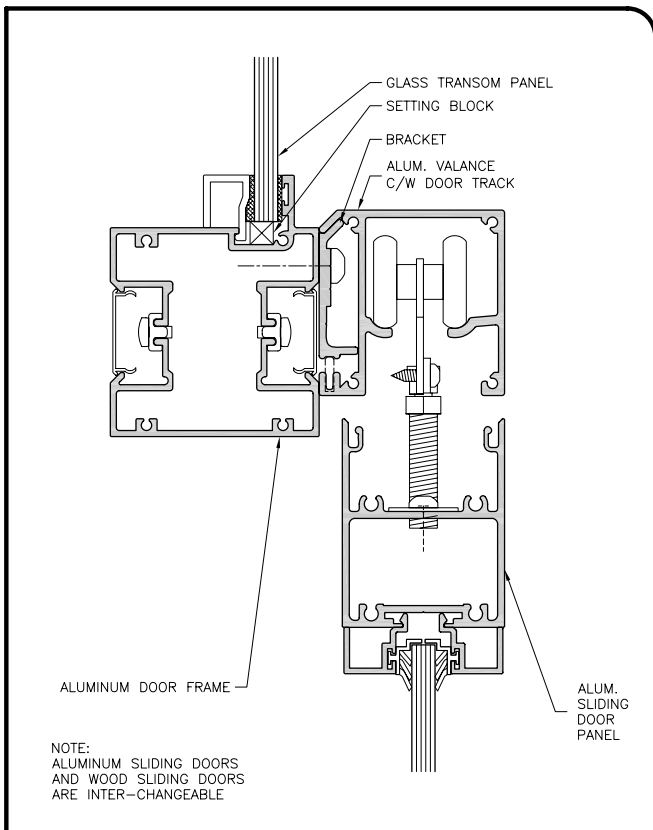 GLASS TRANSOM PANEL
SETTING BLOCK
BRACKET
ALUM. VALANCE
C/W DOOR TRACK
ALUMINUM DOOR FRAME
ALUM.
SLIDING
DOOR
PANEL
NOTE:
ALUMINUM SLIDING DOORS
AND WOOD SLIDING DOORS
ARE INTER-CHANGEABLE